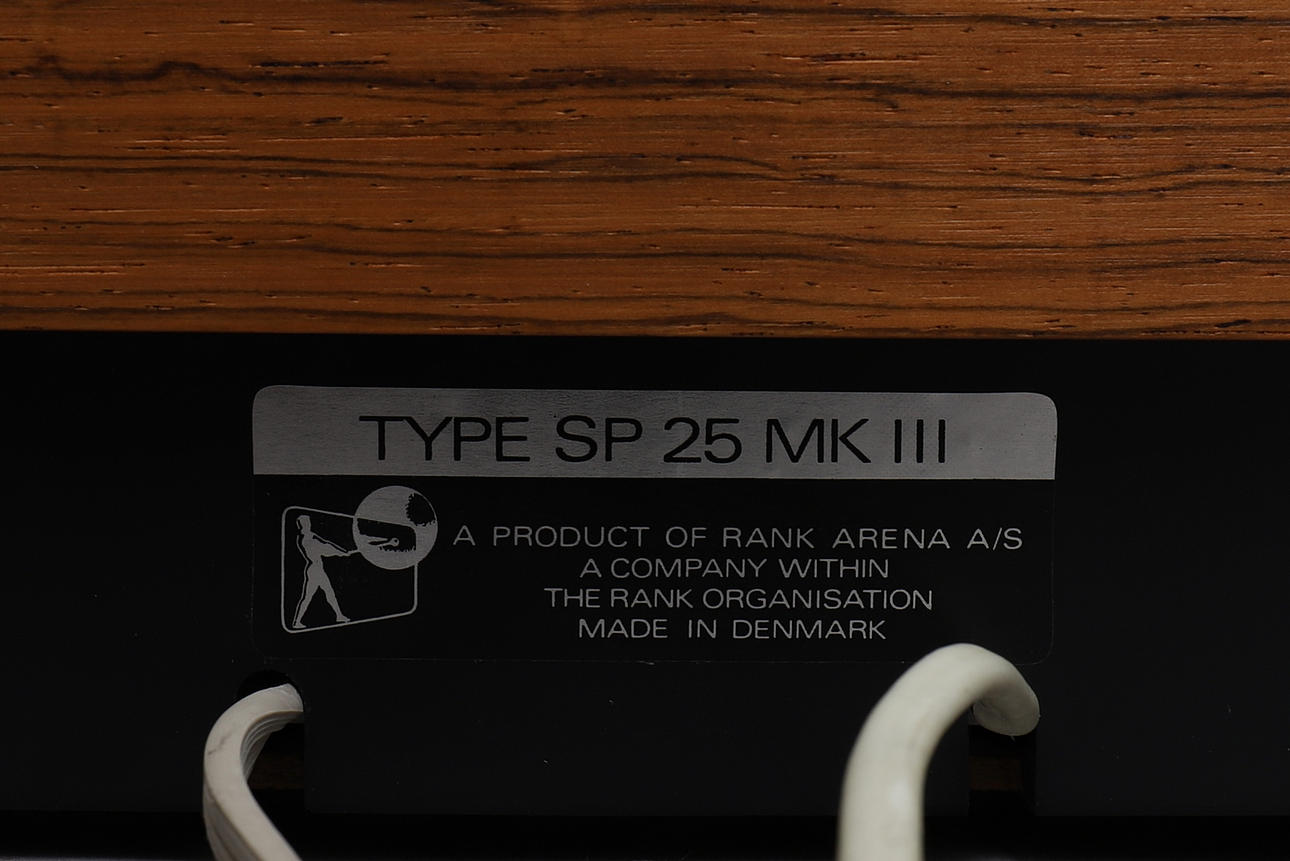 TYPE SP 25 MK III
A PRODUCT OF RANK ARENA A/S
A COMPANY WITHIN
THE RANK ORGANISATION
MADE IN DENMARK